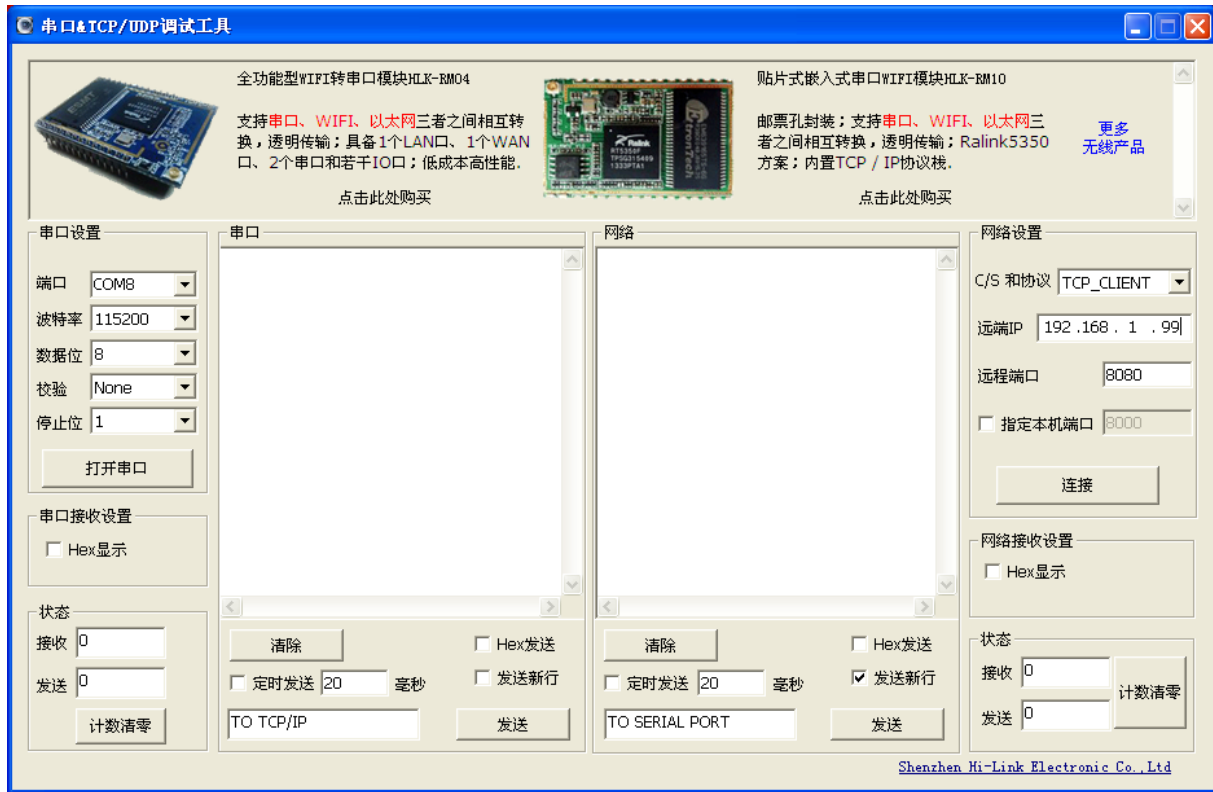 串口&TCP/UDP调试工具
全功能型WIFI转串口模块HLK-RM04
支持串口、WIFI、以太网三者之间相互转
换，透明传输；具备1个LAN口、1个WAN
口、2个串口和若干IO口；低成本高性能.
点击此处购买
Ralink
RT5350F
TP5G315409
1333PTA1
tronTech
贴片式嵌入式串口WIFI模块HLK-RM10
邮票孔封装；支持串口、WIFI、以太网三
者之间相互转换，透明传输；Ralink5350
方案；内置TCP / IP协议栈.
点击此处购买
更多
无线产品
串口设置
端口 COM8
波特率 115200
数据位 8
校验 None
停止位 1
打开串口
串口接收设置
Hex显示
状态
接收 0
发送 0
计数清零
串口
清除
Hex发送
定时发送 20 毫秒
发送新行
TO TCP/IP
发送
网络
清除
Hex发送
定时发送 20 毫秒
发送新行
TO SERIAL PORT
发送
网络设置
C/S 和协议 TCP_CLIENT
远端IP 192 .168 . 1 . 99
远程端口 8080
指定本机端口 8000
连接
网络接收设置
Hex显示
状态
接收 0
发送 0
计数清零
Shenzhen Hi-Link Electronic Co.,Ltd